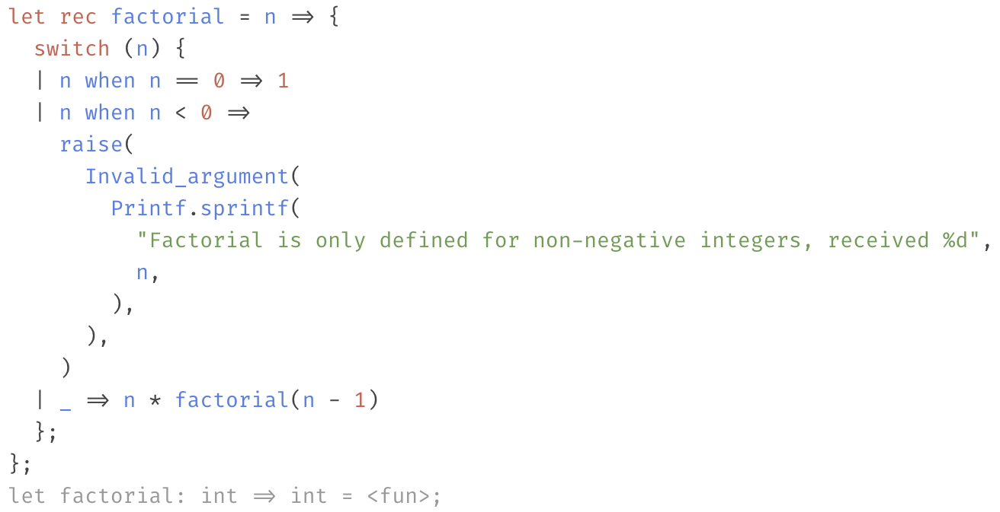 let rec factorial = n => {
  switch (n) {
  | n when n == 0 => 1
  | n when n < 0 =>
    raise(
      Invalid_argument(
        Printf.sprintf(
          "Factorial is only defined for non-negative integers, received %d",
          n,
        ),
      ),
    )
  | _ => n * factorial(n - 1)
  };
};
let factorial: int => int = <fun>;